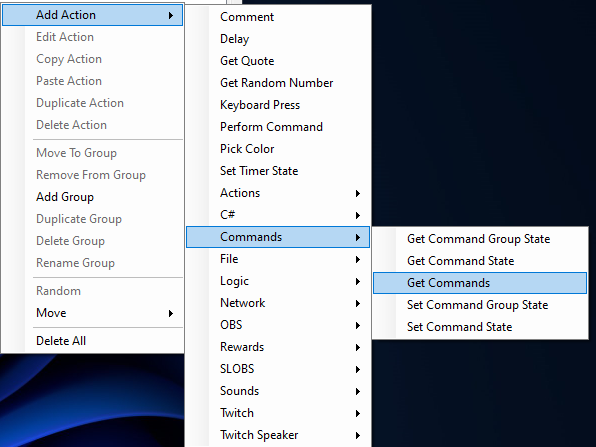 Add Action
Edit Action
Copy Action
Paste Action
Duplicate Action
Delete Action
Move To Group
Remove From Group
Add Group
Duplicate Group
Delete Group
Rename Group
Random
Move
Delete All
Comment
Delay
Get Quote
Get Random Number
Keyboard Press
Perform Command
Pick Color
Set Timer State
Actions
C#
Commands
File
Logic
Network
OBS
Rewards
SLOBS
Sounds
Twitch
Twitch Speaker
Get Command Group State
Get Command State
Get Commands
Set Command Group State
Set Command State